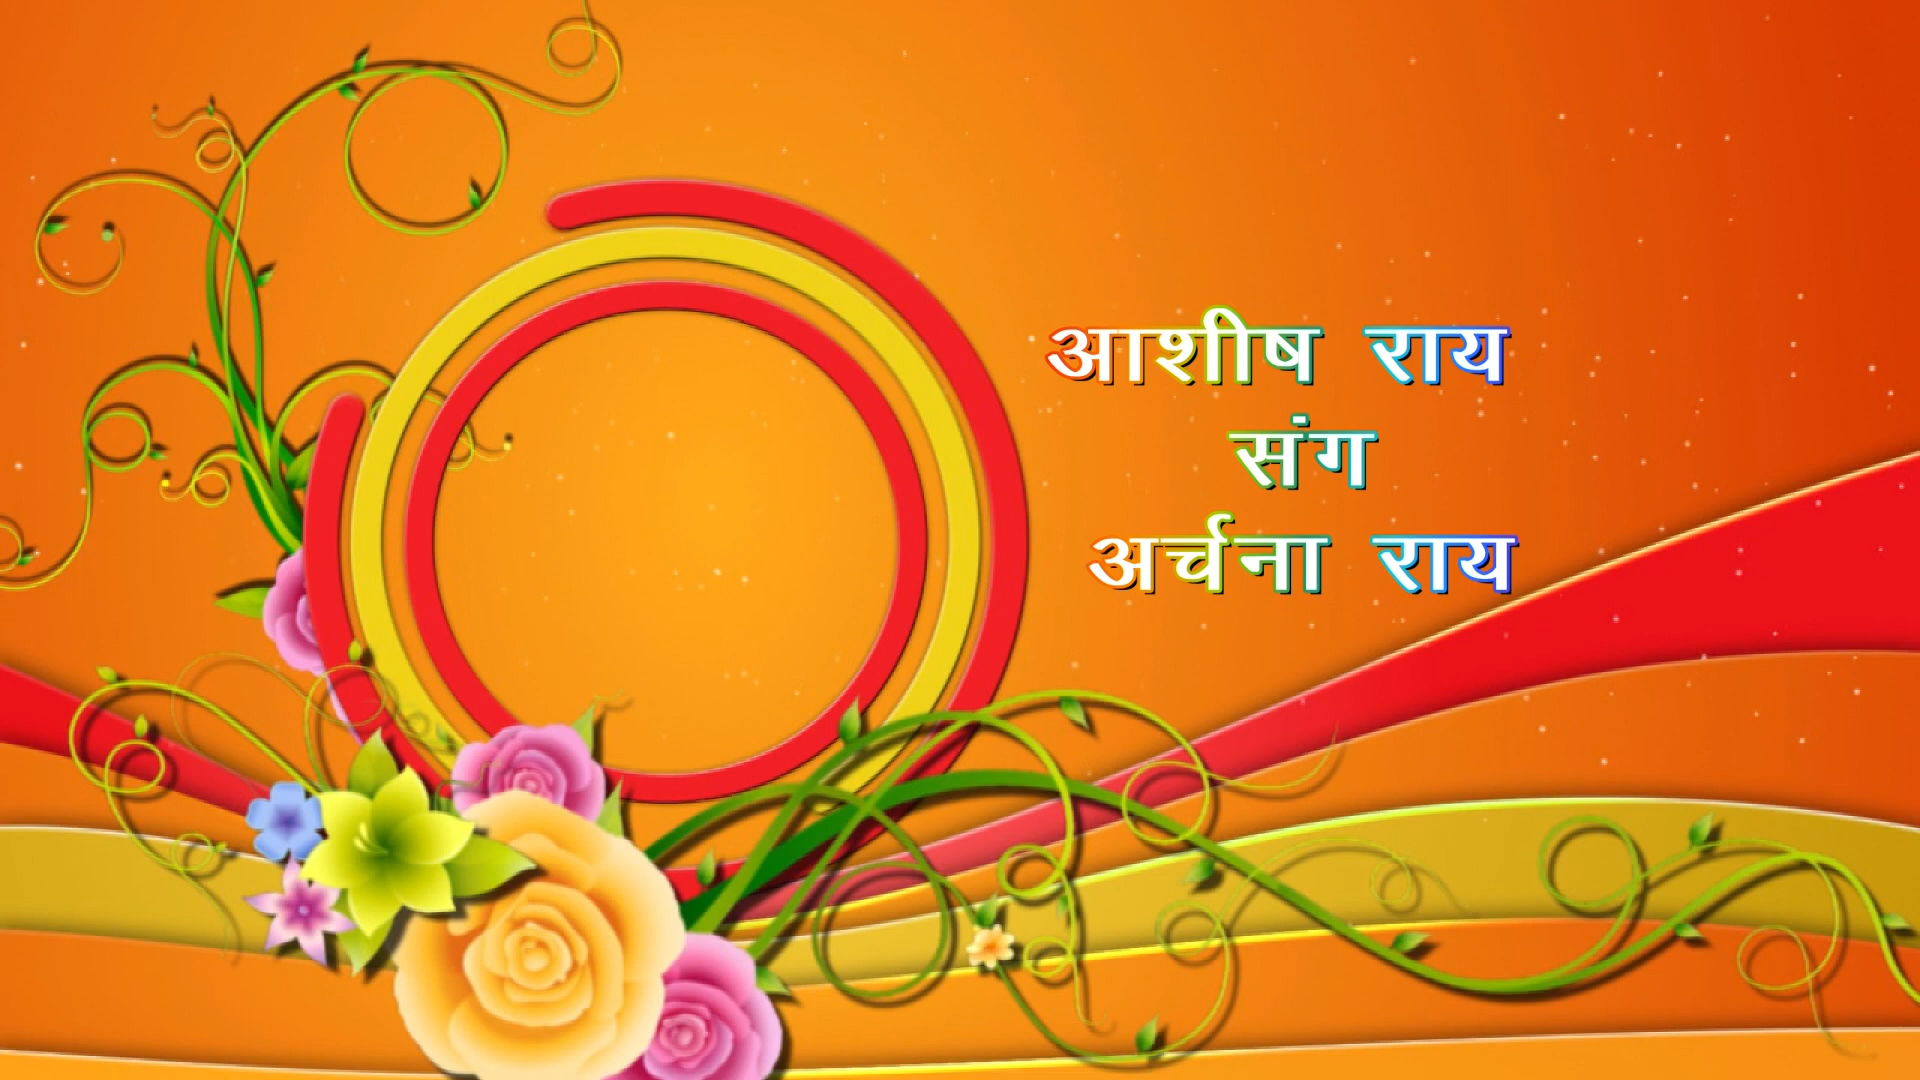 आशीष राय
संग
अर्चना राय